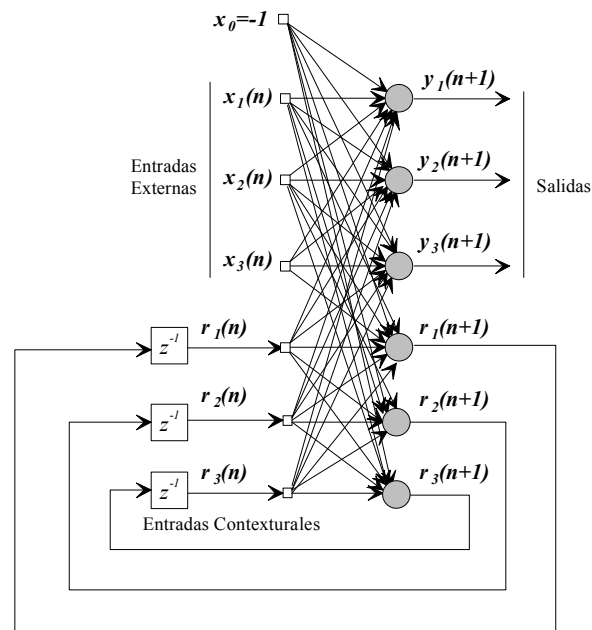 x₀=-1
x₁(n)
y₁(n+1)
Entradas
Externas
x₂(n)
y₂(n+1)
Salidas
x₃(n)
y₃(n+1)
z⁻¹
r₁(n)
r₁(n+1)
z⁻¹
r₂(n)
r₂(n+1)
z⁻¹
r₃(n)
r₃(n+1)
Entradas Contexturales